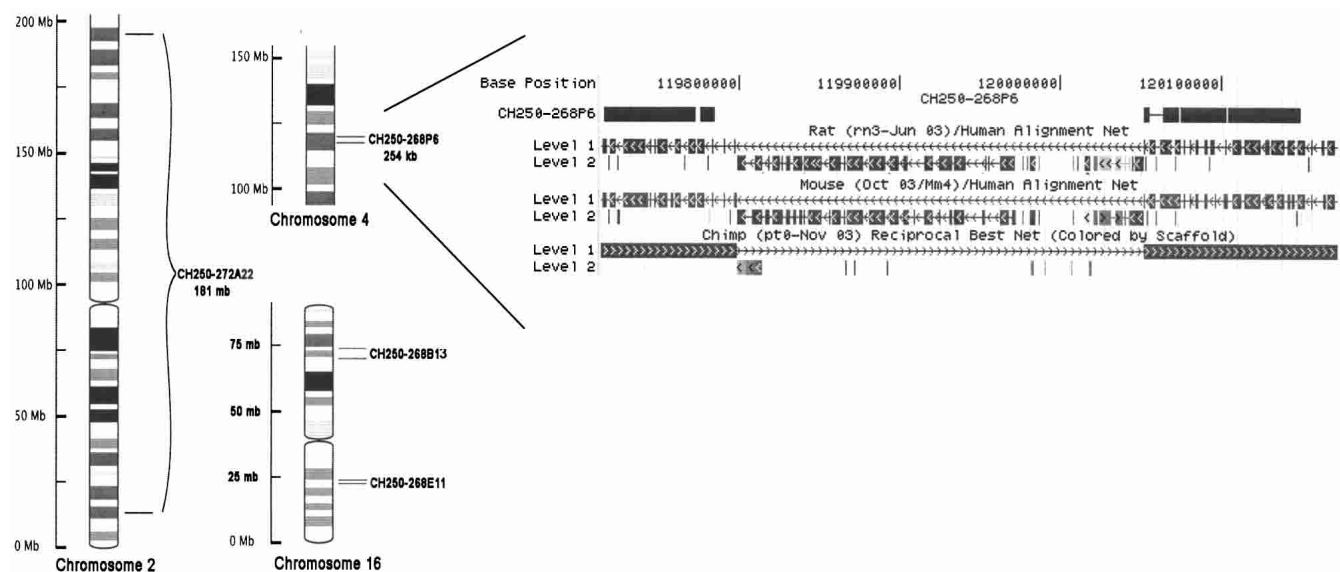 200 Mb
150 Mb
100 Mb
50 Mb
0 Mb
Chromosome 2
CH250-272A22
181 mb
150 Mb
100 Mb
Chromosome 4
CH250-268P6
254 kb
75 mb
50 mb
25 mb
0 Mb
Chromosome 16
CH250-268B13
CH250-268E11
Base Position 119800000| 119900000| 120000000| 120100000|
CH250-268P6
CH250-268P6
Rat (rn3-Jun 03)/Human Alignment Net
Level 1
Level 2
Mouse (Oct 03/Mm4)/Human Alignment Net
Level 1
Level 2
Chimp (pt0-Nov 03) Reciprocal Best Net (Colored by Scaffold)
Level 1
Level 2